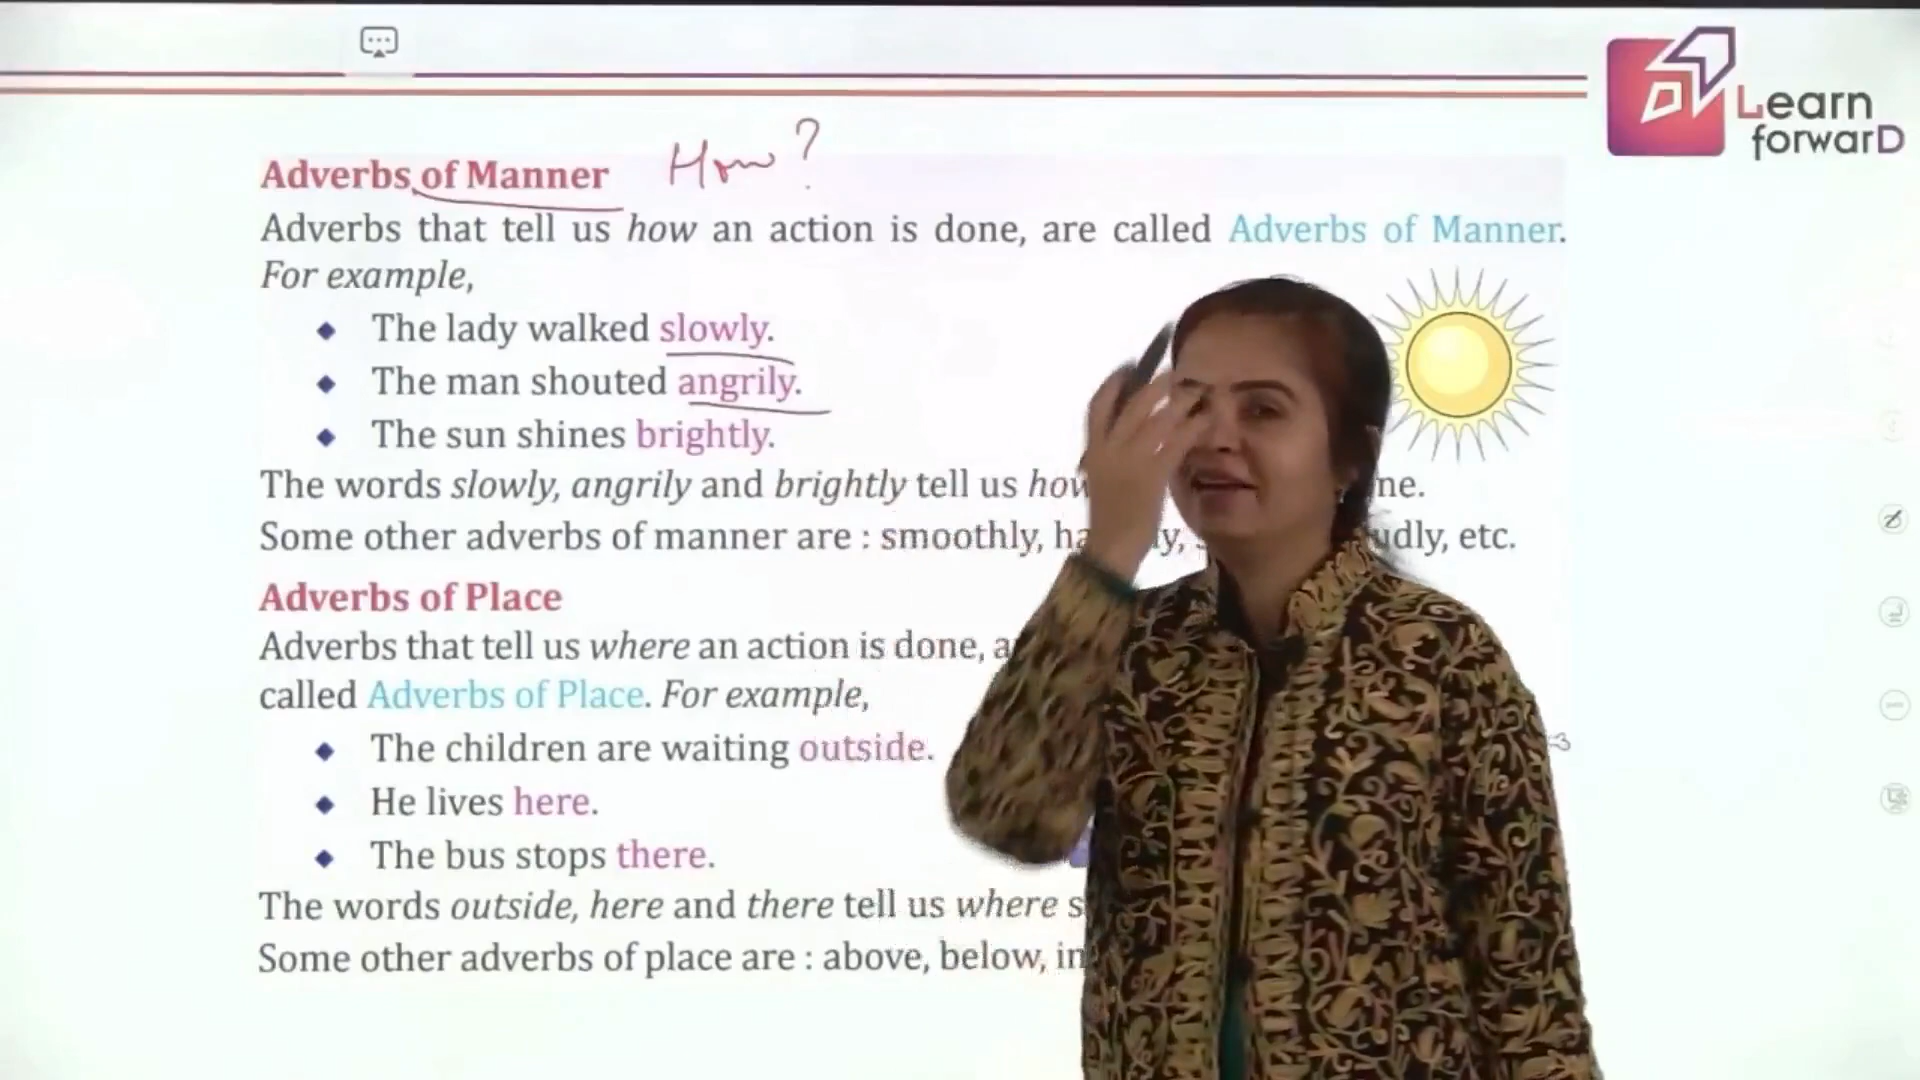 Learn
forwarD
Adverbs of Manner How?
Adverbs that tell us how an action is done, are called Adverbs of Manner.
For example,
The lady walked slowly.
The man shouted angrily.
The sun shines brightly.
The words slowly, angrily and brightly tell us
Some other adverbs of manner are : smoothly, etc.
Adverbs of Place
Adverbs that tell us where an action is done,
called Adverbs of Place. For example,
The children are waiting outside.
He lives here.
The bus stops there.
The words outside, here and there tell us where
Some other adverbs of place are : above, below,